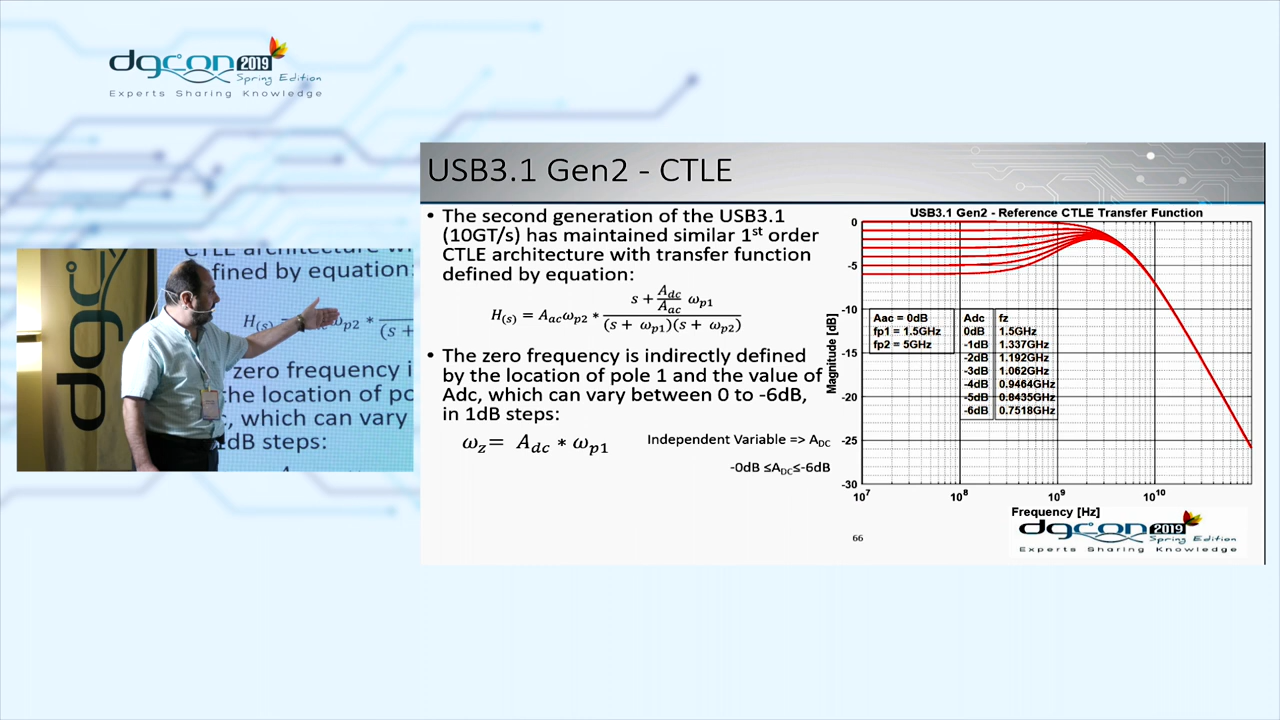 dgcon 2019
Spring Edition
Experts Sharing Knowledge
USB3.1 Gen2 - CTLE
• The second generation of the USB3.1
(10GT/s) has maintained similar 1st order
CTLE architecture with transfer function
defined by equation:
H(s) = Aac ωp2 * (s + Adc/Aac ωp1) / ((s + ωp1)(s + ωp2))
• The zero frequency is indirectly defined
by the location of pole 1 and the value of
Adc, which can vary between 0 to -6dB,
in 1dB steps:
ωz = Adc * ωp1
Independent Variable => ADC
-0dB ≤ADC≤-6dB
USB3.1 Gen2 - Reference CTLE Transfer Function
Magnitude [dB]
0
-5
-10
-15
-20
-25
-30
Aac = 0dB
fp1 = 1.5GHz
fp2 = 5GHz
Adc fz
0dB 1.5GHz
-1dB 1.337GHz
-2dB 1.192GHz
-3dB 1.062GHz
-4dB 0.9464GHz
-5dB 0.8435GHz
-6dB 0.7518GHz
10^7 10^8 10^9 10^10
Frequency [Hz]
dgcon 2019
Spring Edition
Experts Sharing Knowledge
66
dgc
CTLE architecture w
fined by equation:
H(s) ωp2 *
(s +
zero frequency i
the location of po
, which can vary
1dB steps: